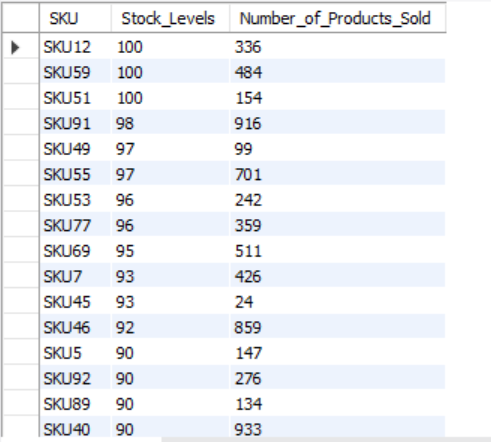 SKU Stock_Levels Number_of_Products_Sold
SKU12 100 336
SKU59 100 484
SKU51 100 154
SKU91 98 916
SKU49 97 99
SKU55 97 701
SKU53 96 242
SKU77 96 359
SKU69 95 511
SKU7 93 426
SKU45 93 24
SKU46 92 859
SKU5 90 147
SKU92 90 276
SKU89 90 134
SKU40 90 933